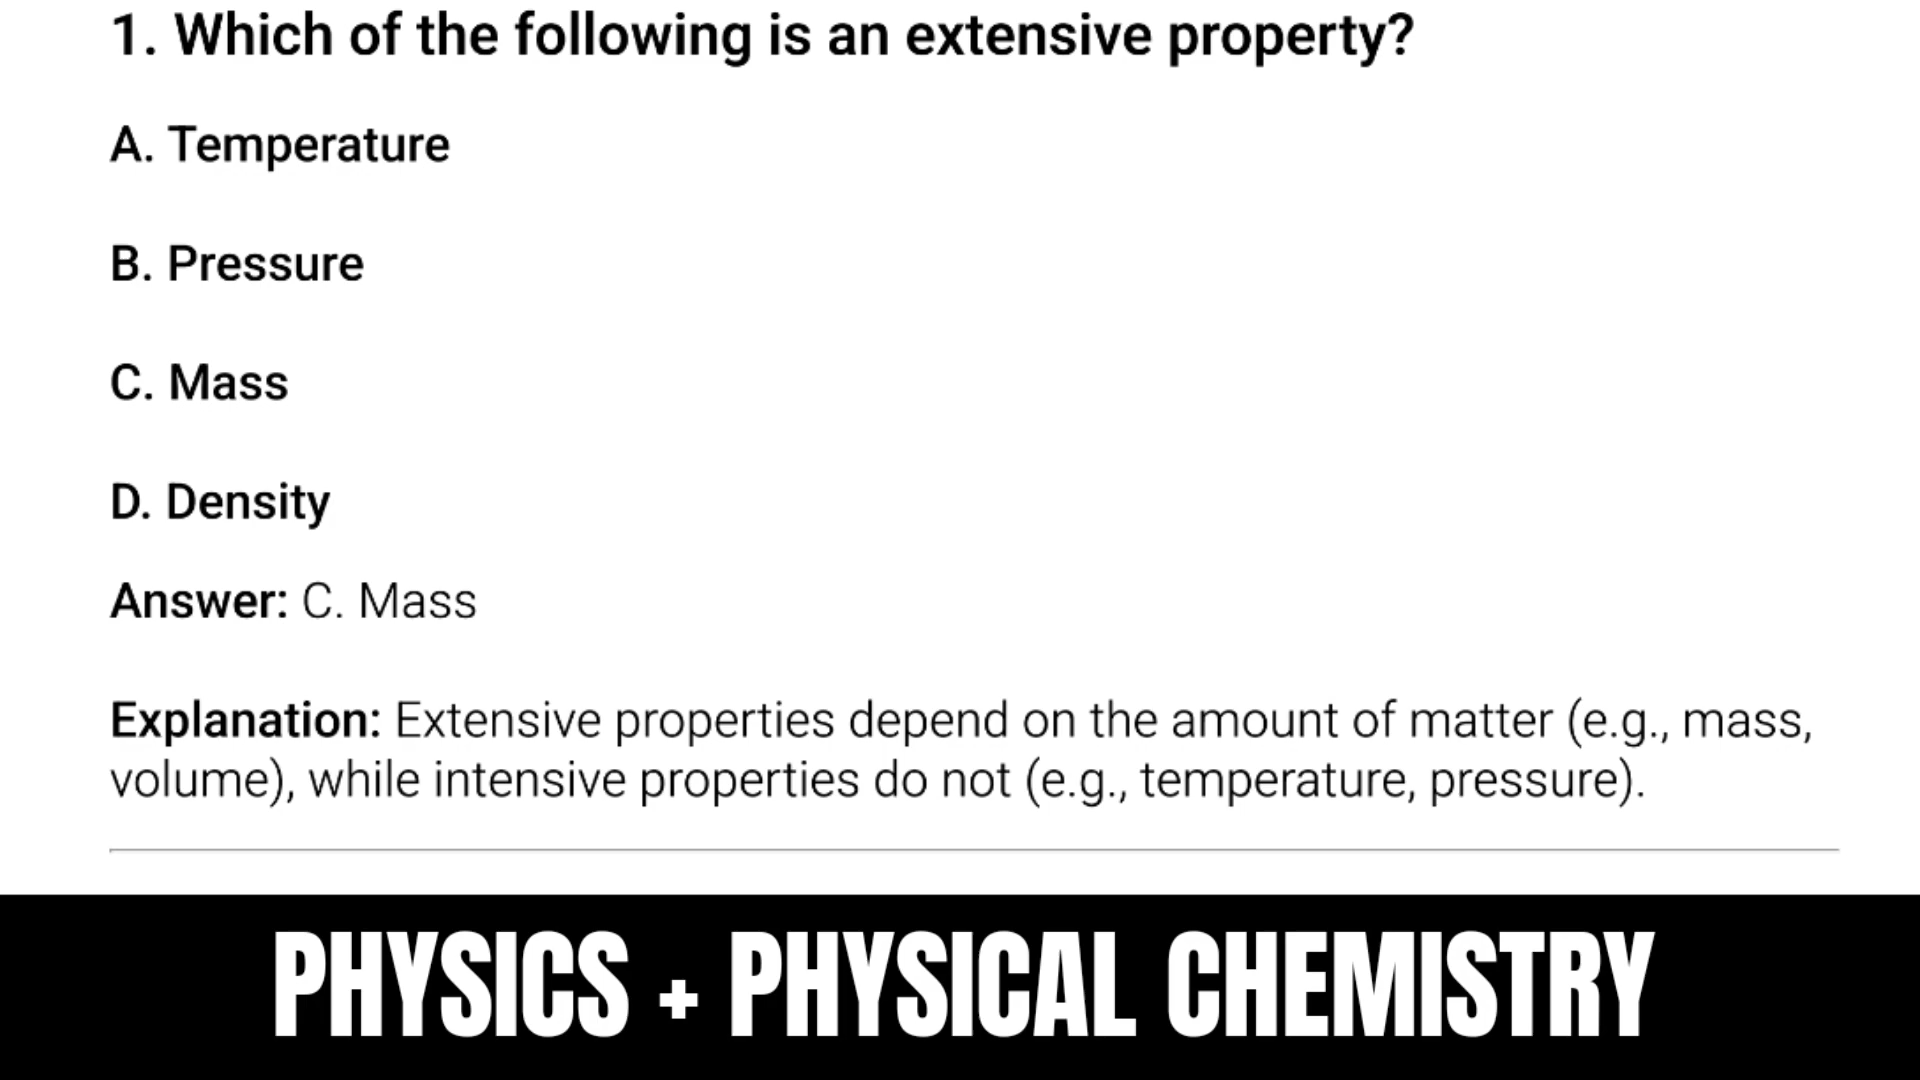 1. Which of the following is an extensive property?
A. Temperature
B. Pressure
C. Mass
D. Density
Answer: C. Mass
Explanation: Extensive properties depend on the amount of matter (e.g., mass,
volume), while intensive properties do not (e.g., temperature, pressure).
PHYSICS + PHYSICAL CHEMISTRY